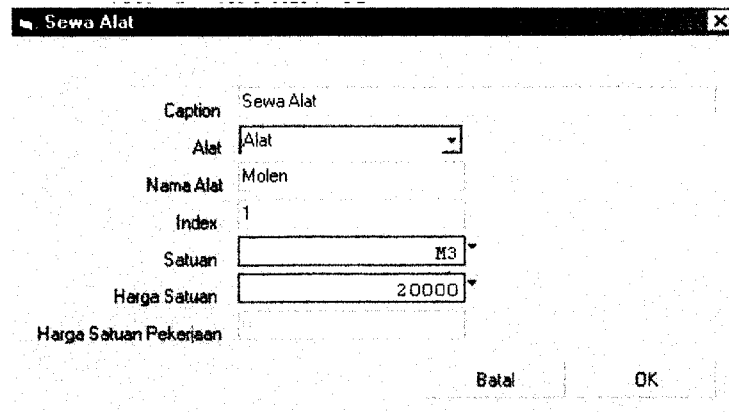 Sewa Alat
Caption Sewa Alat
Alat Alat
Nama Alat Molen
Index 1
Satuan M3
Harga Satuan 20000
Harga Satuan Pekerjaan
Batal OK